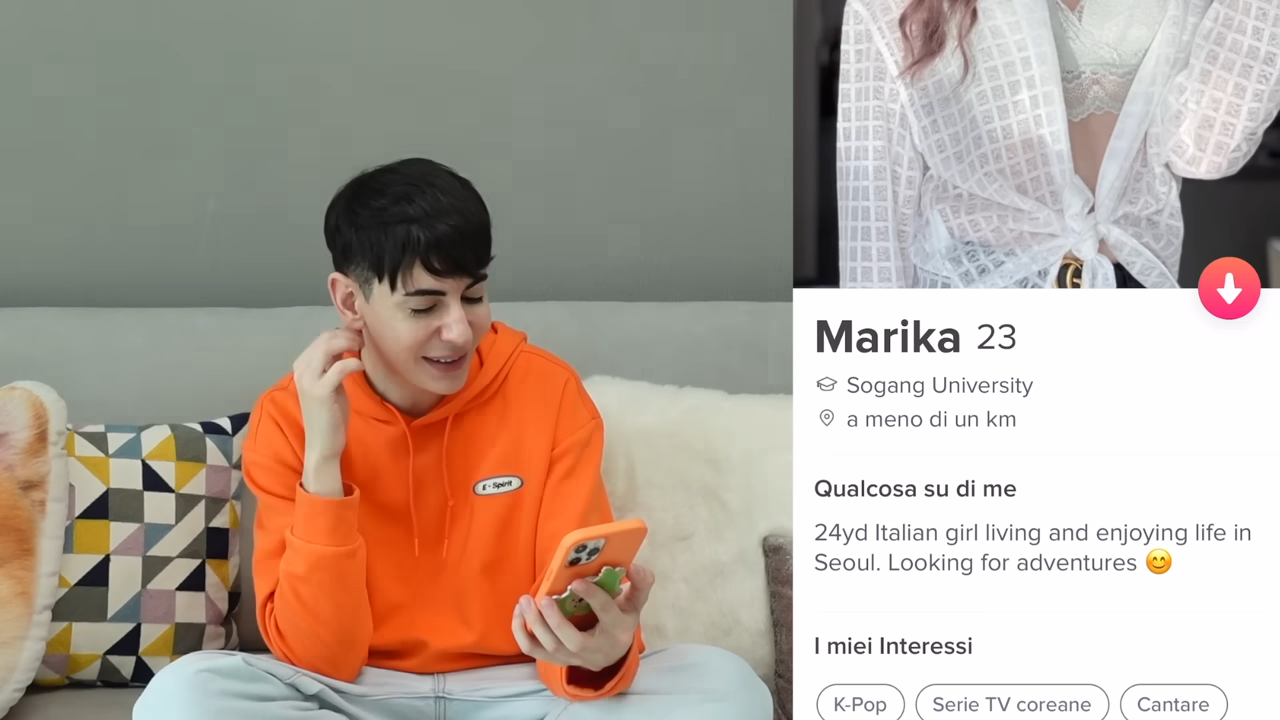 E-Spirit
Marika 23
Sogang University
a meno di un km
Qualcosa su di me
24yd Italian girl living and enjoying life in
Seoul. Looking for adventures 😊
I miei Interessi
K-Pop
Serie TV coreane
Cantare